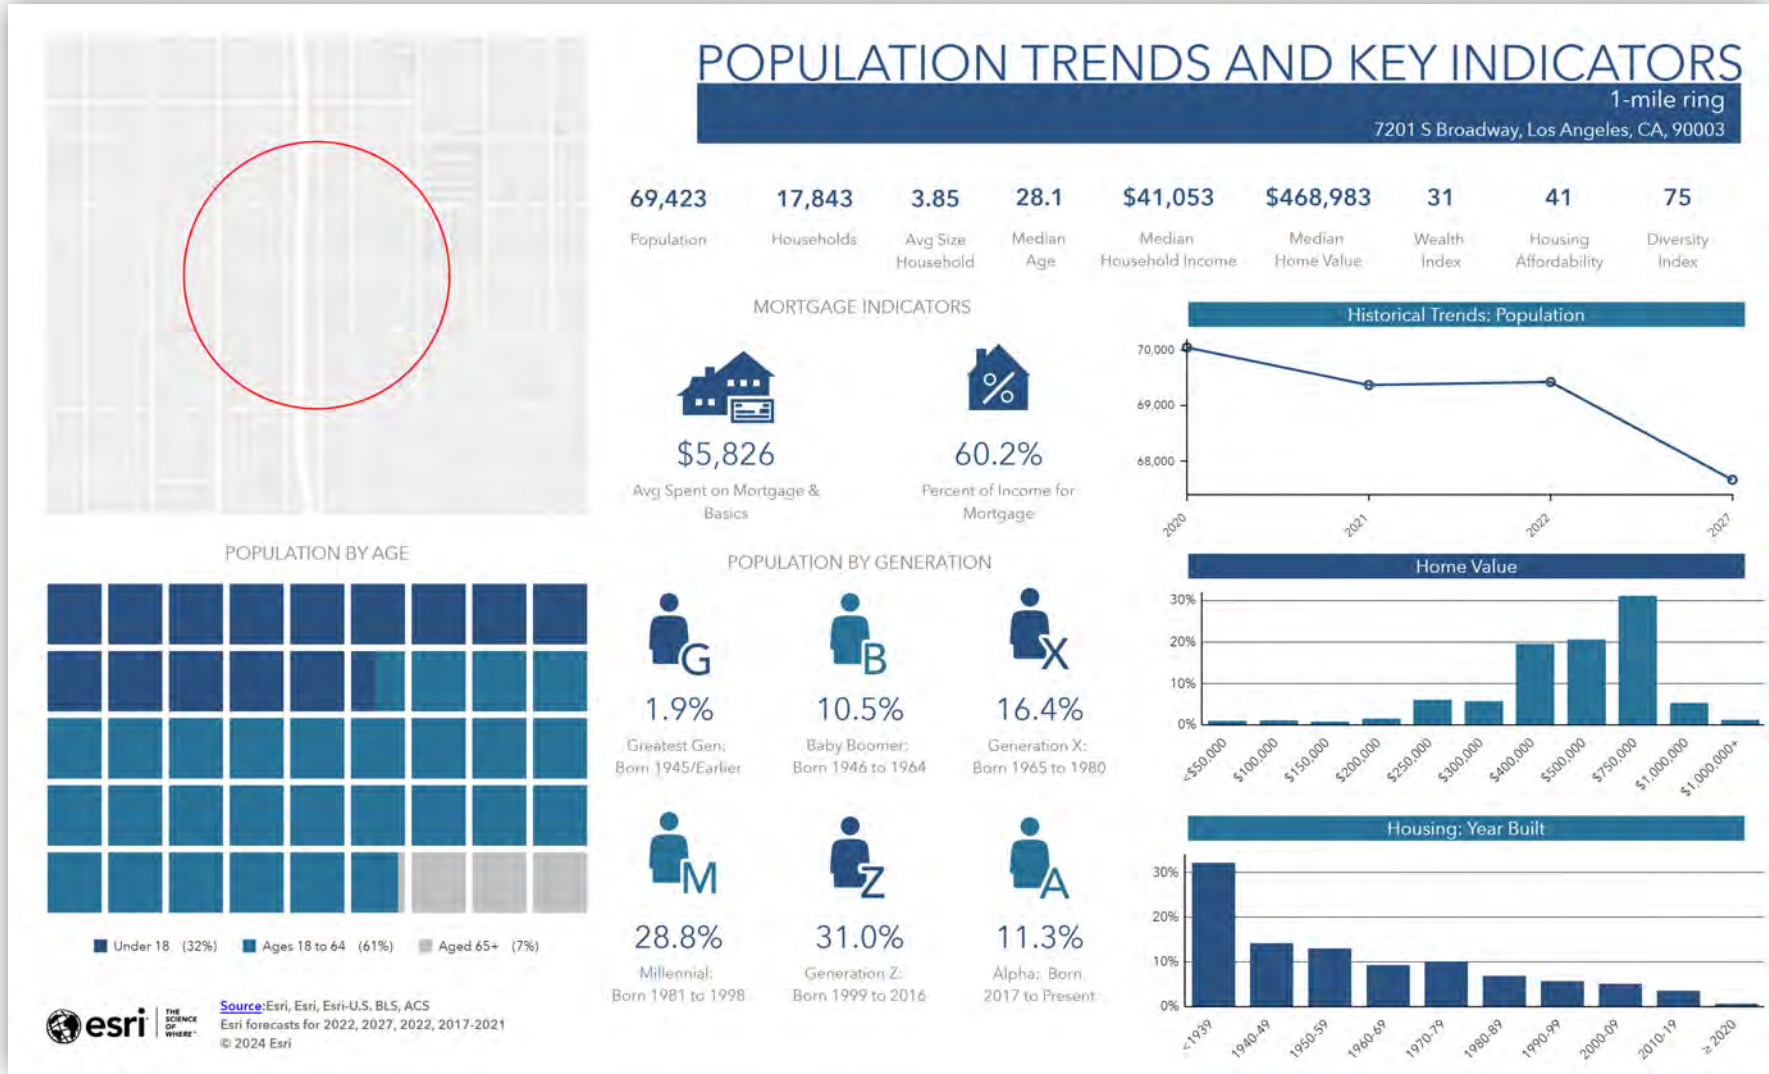 POPULATION TRENDS AND KEY INDICATORS
1-mile ring
7201 S Broadway, Los Angeles, CA, 90003
69,423
Population
17,843
Households
3.85
Avg Size
Household
28.1
Median
Age
$41,053
Median
Household Income
$468,983
Median
Home Value
31
Wealth
Index
41
Housing
Affordability
75
Diversity
Index
MORTGAGE INDICATORS
$5,826
Avg Spent on Mortgage &
Basics
%
60.2%
Percent of Income for
Mortgage
Historical Trends: Population
70,000
69,000
68,000
2020
2021
2022
2027
POPULATION BY AGE
Under 18 (32%)
Ages 18 to 64 (61%)
Aged 65+ (7%)
POPULATION BY GENERATION
G
1.9%
Greatest Gen:
Born 1945/Earlier
B
10.5%
Baby Boomer:
Born 1946 to 1964
X
16.4%
Generation X:
Born 1965 to 1980
M
28.8%
Millennial:
Born 1981 to 1998
Z
31.0%
Generation Z:
Born 1999 to 2016
A
11.3%
Alpha: Born
2017 to Present
Home Value
30%
20%
10%
0%
<$50,000
$100,000
$150,000
$200,000
$250,000
$300,000
$400,000
$500,000
$750,000
$1,000,000
$1,000,000+
Housing: Year Built
30%
20%
10%
0%
<1939
1940-49
1950-59
1960-69
1970-79
1980-89
1990-99
2000-09
2010-19
≥ 2020
esri
THE
SCIENCE
OF
WHERE™
Source:Esri, Esri, Esri-U.S. BLS, ACS
Esri forecasts for 2022, 2027, 2022, 2017-2021
© 2024 Esri